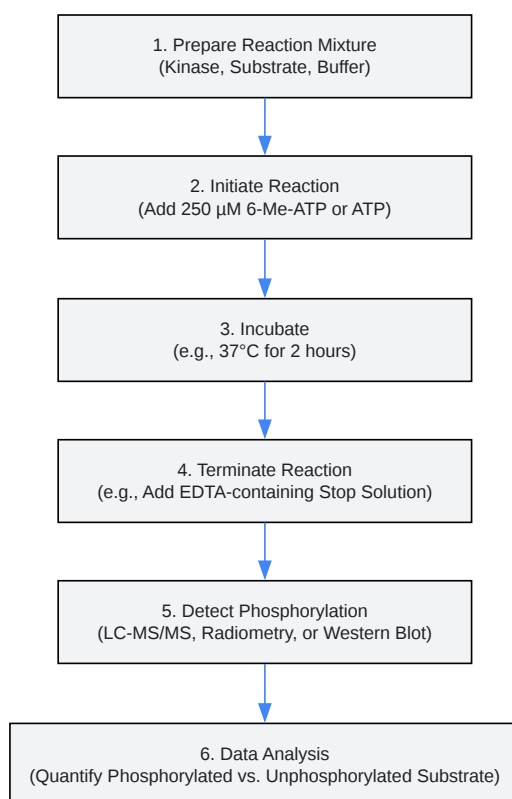 1. Prepare Reaction Mixture
(Kinase, Substrate, Buffer)
2. Initiate Reaction
(Add 250 µM 6-Me-ATP or ATP)
3. Incubate
(e.g., 37°C for 2 hours)
4. Terminate Reaction
(e.g., Add EDTA-containing Stop Solution)
5. Detect Phosphorylation
(LC-MS/MS, Radiometry, or Western Blot)
6. Data Analysis
(Quantify Phosphorylated vs. Unphosphorylated Substrate)